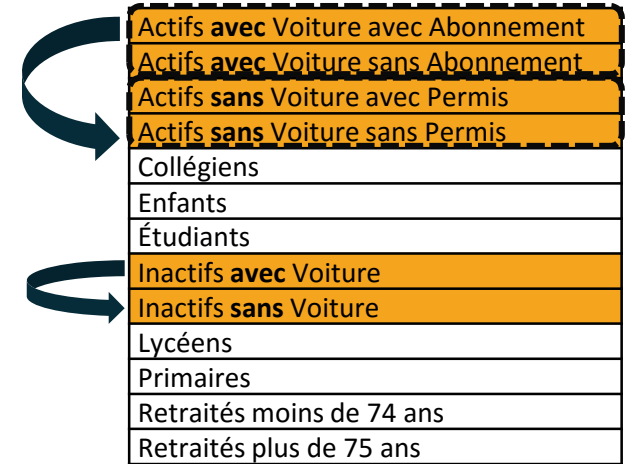 Actifs avec Voiture avec Abonnement
Actifs avec Voiture sans Abonnement
Actifs sans Voiture avec Permis
Actifs sans Voiture sans Permis
Collégiens
Enfants
Étudiants
Inactifs avec Voiture
Inactifs sans Voiture
Lycéens
Primaires
Retraités moins de 74 ans
Retraités plus de 75 ans